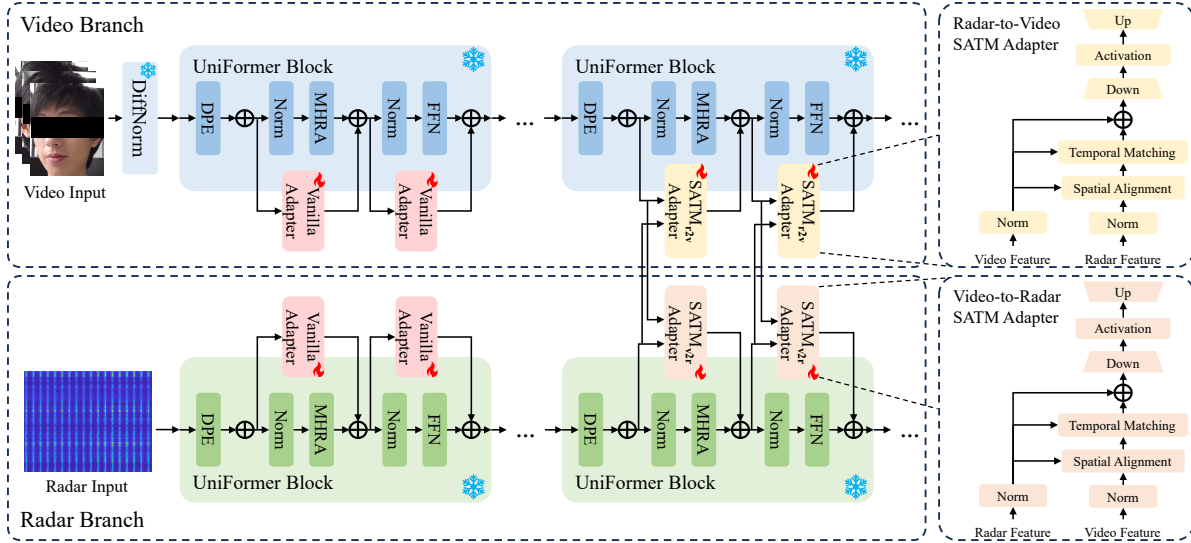 Video Branch
UniFormer Block
UniFormer Block
DiffNorm
DPE
Norm
MHRA
Norm
FFN
...
DPE
Norm
MHRA
Norm
FFN
...
Vanilla
Adapter
Vanilla
Adapter
SATMr2v
Adapter
SATMr2v
Adapter
Video Input
Radar-to-Video
SATM Adapter
Up
Activation
Down
Temporal Matching
Spatial Alignment
Norm
Norm
Video Feature
Radar Feature
Vanilla
Adapter
Vanilla
Adapter
SATMv2r
Adapter
SATMv2r
Adapter
DPE
Norm
MHRA
Norm
FFN
...
DPE
Norm
MHRA
Norm
FFN
...
Radar Input
UniFormer Block
UniFormer Block
Radar Branch
Video-to-Radar
SATM Adapter
Up
Activation
Down
Temporal Matching
Spatial Alignment
Norm
Norm
Radar Feature
Video Feature